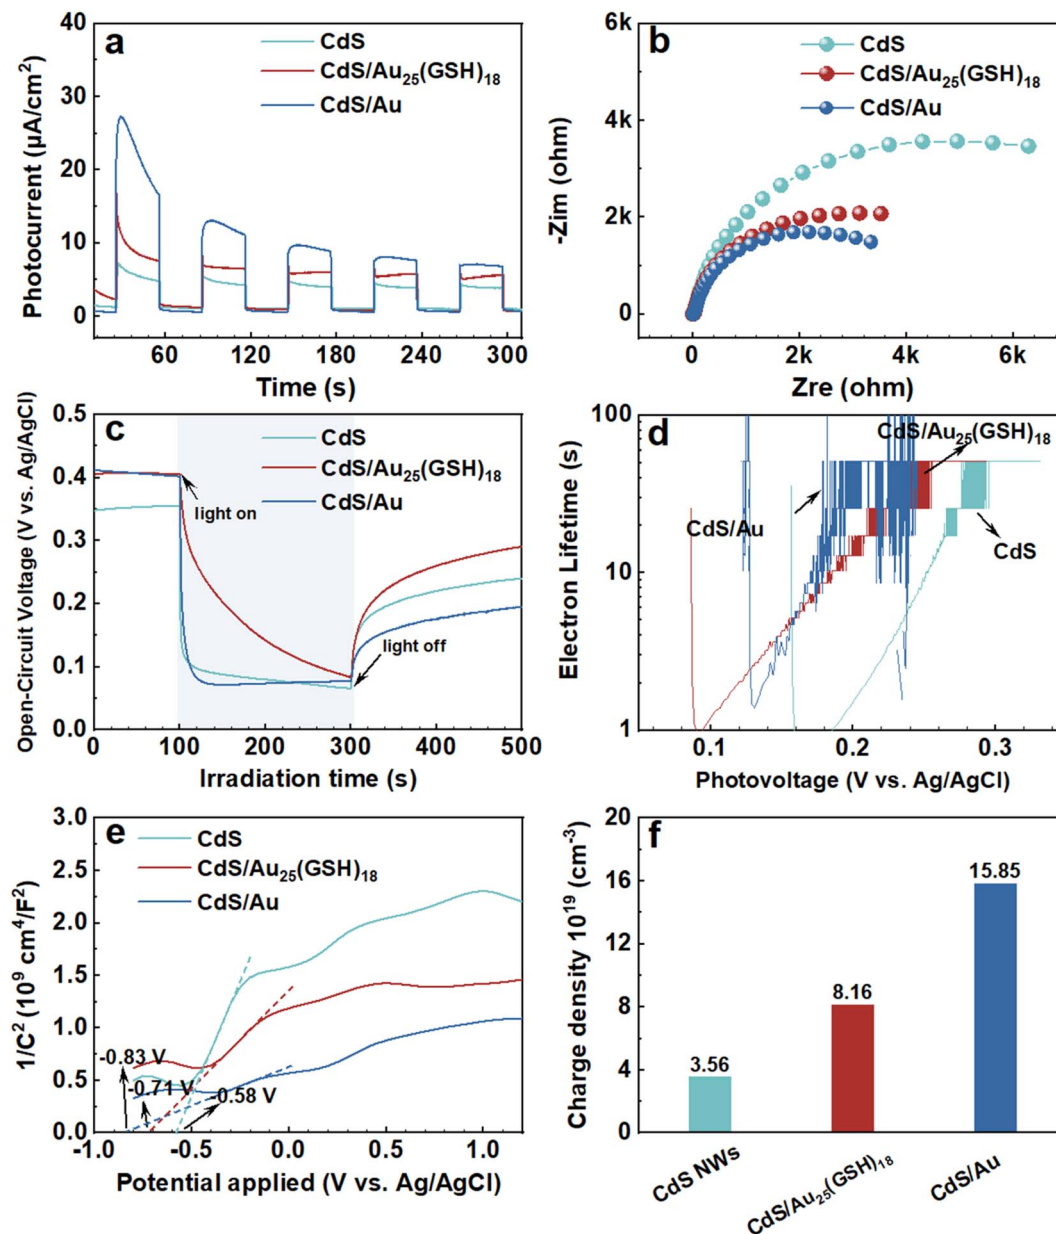 a
CdS
CdS/Au25(GSH)18
CdS/Au
40
30
20
10
0
Photocurrent (μA/cm2)
60
120
180
240
300
Time (s)
b
CdS
CdS/Au25(GSH)18
CdS/Au
6k
4k
2k
0
-Zim (ohm)
0
2k
4k
6k
Zre (ohm)
c
CdS
CdS/Au25(GSH)18
CdS/Au
light on
light off
0.5
0.4
0.3
0.2
0.1
0.0
Open-Circuit Voltage (V vs. Ag/AgCl)
0
100
200
300
400
500
Irradiation time (s)
d
CdS/Au25(GSH)18
CdS/Au
CdS
100
10
1
Electron Lifetime (s)
0.1
0.2
0.3
Photovoltage (V vs. Ag/AgCl)
e
CdS
CdS/Au25(GSH)18
CdS/Au
-0.83 V
-0.71 V
-0.58 V
3.0
2.5
2.0
1.5
1.0
0.5
0.0
1/C2 (109 cm4/F2)
-1.0
-0.5
0.0
0.5
1.0
Potential applied (V vs. Ag/AgCl)
f
15.85
8.16
3.56
20
16
12
8
4
0
Charge density 1019 (cm-3)
CdS NWs
CdS/Au25(GSH)18
CdS/Au